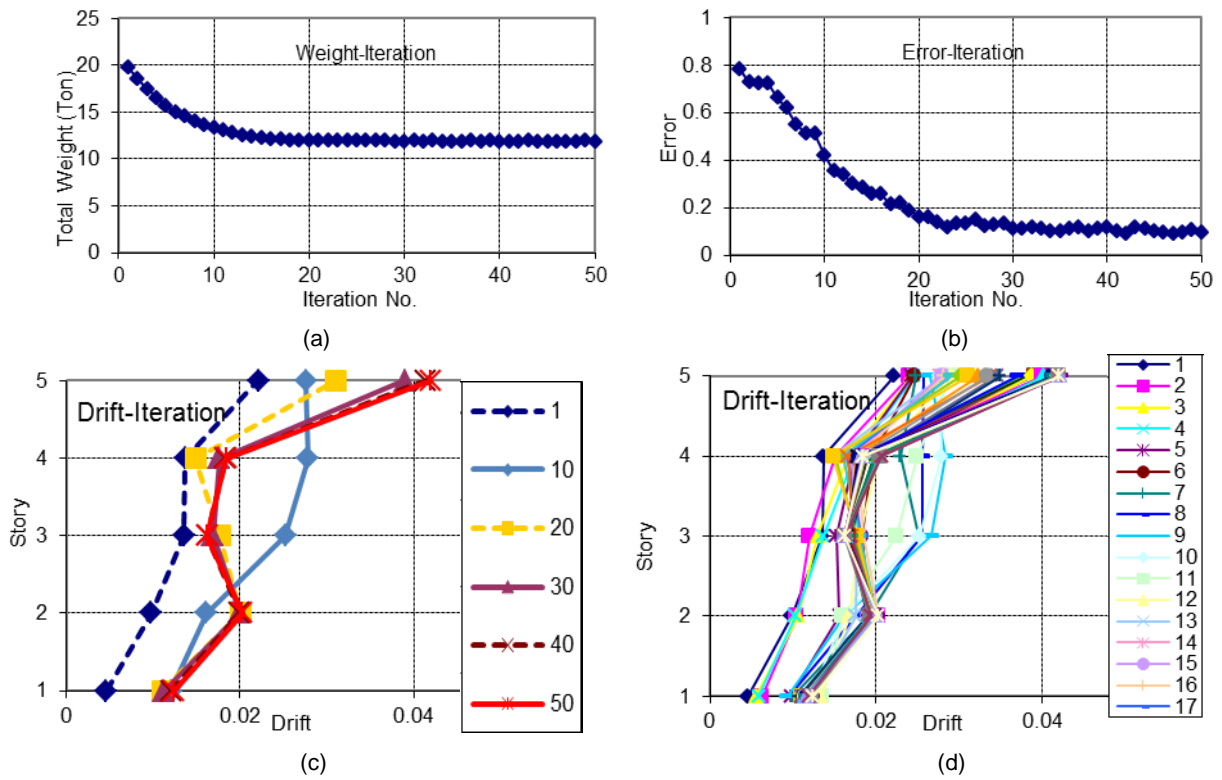 25
20
15
10
5
0
Total Weight (Ton)
Weight-Iteration
0 10 20 30 40 50
Iteration No.
(a)
1
0.8
0.6
0.4
0.2
0
Error
Error-Iteration
0 10 20 30 40 50
Iteration No.
(b)
5
4
3
2
1
Story
Drift-Iteration
0 0.02 0.04
Drift
1
10
20
30
40
50
(c)
5
4
3
2
1
Story
Drift-Iteration
0 0.02 0.04
Drift
1
2
3
4
5
6
7
8
9
10
11
12
13
14
15
16
17
(d)